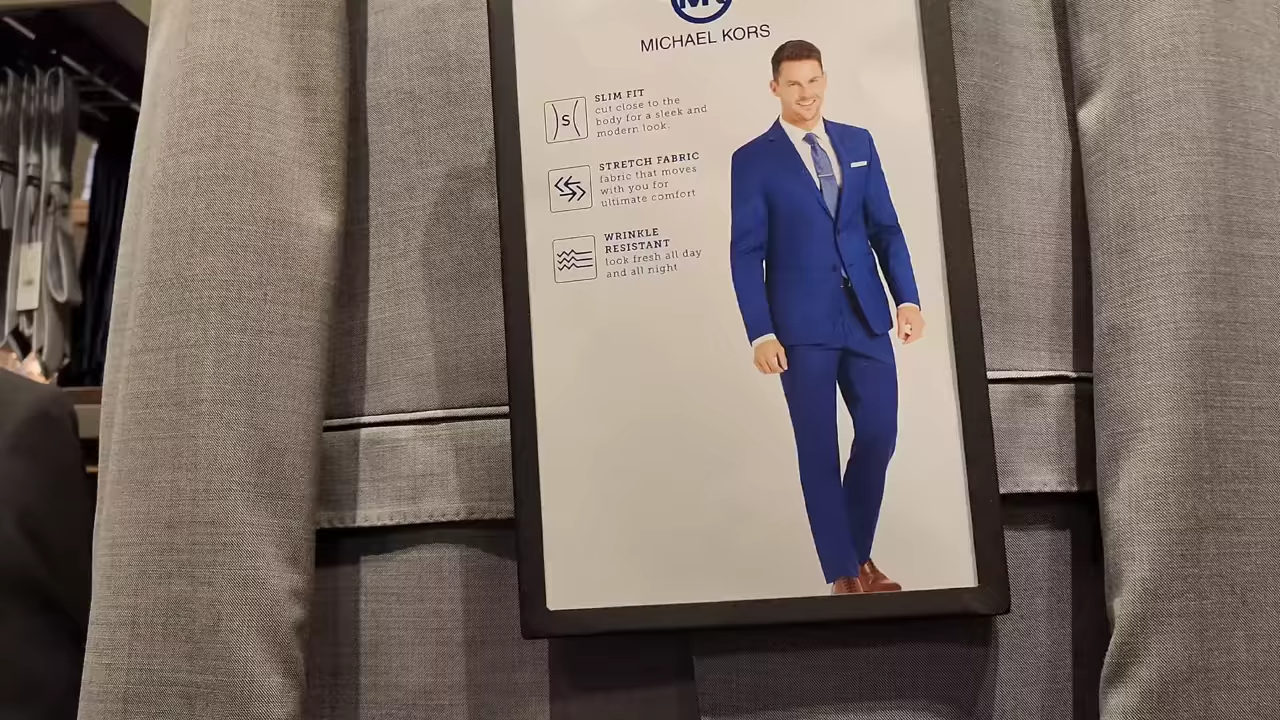 MK
MICHAEL KORS
SLIM FIT
cut close to the
body for a sleek and
modern look.
S
STRETCH FABRIC
fabric that moves
with you for
ultimate comfort
WRINKLE
RESISTANT
look fresh all day
and all night